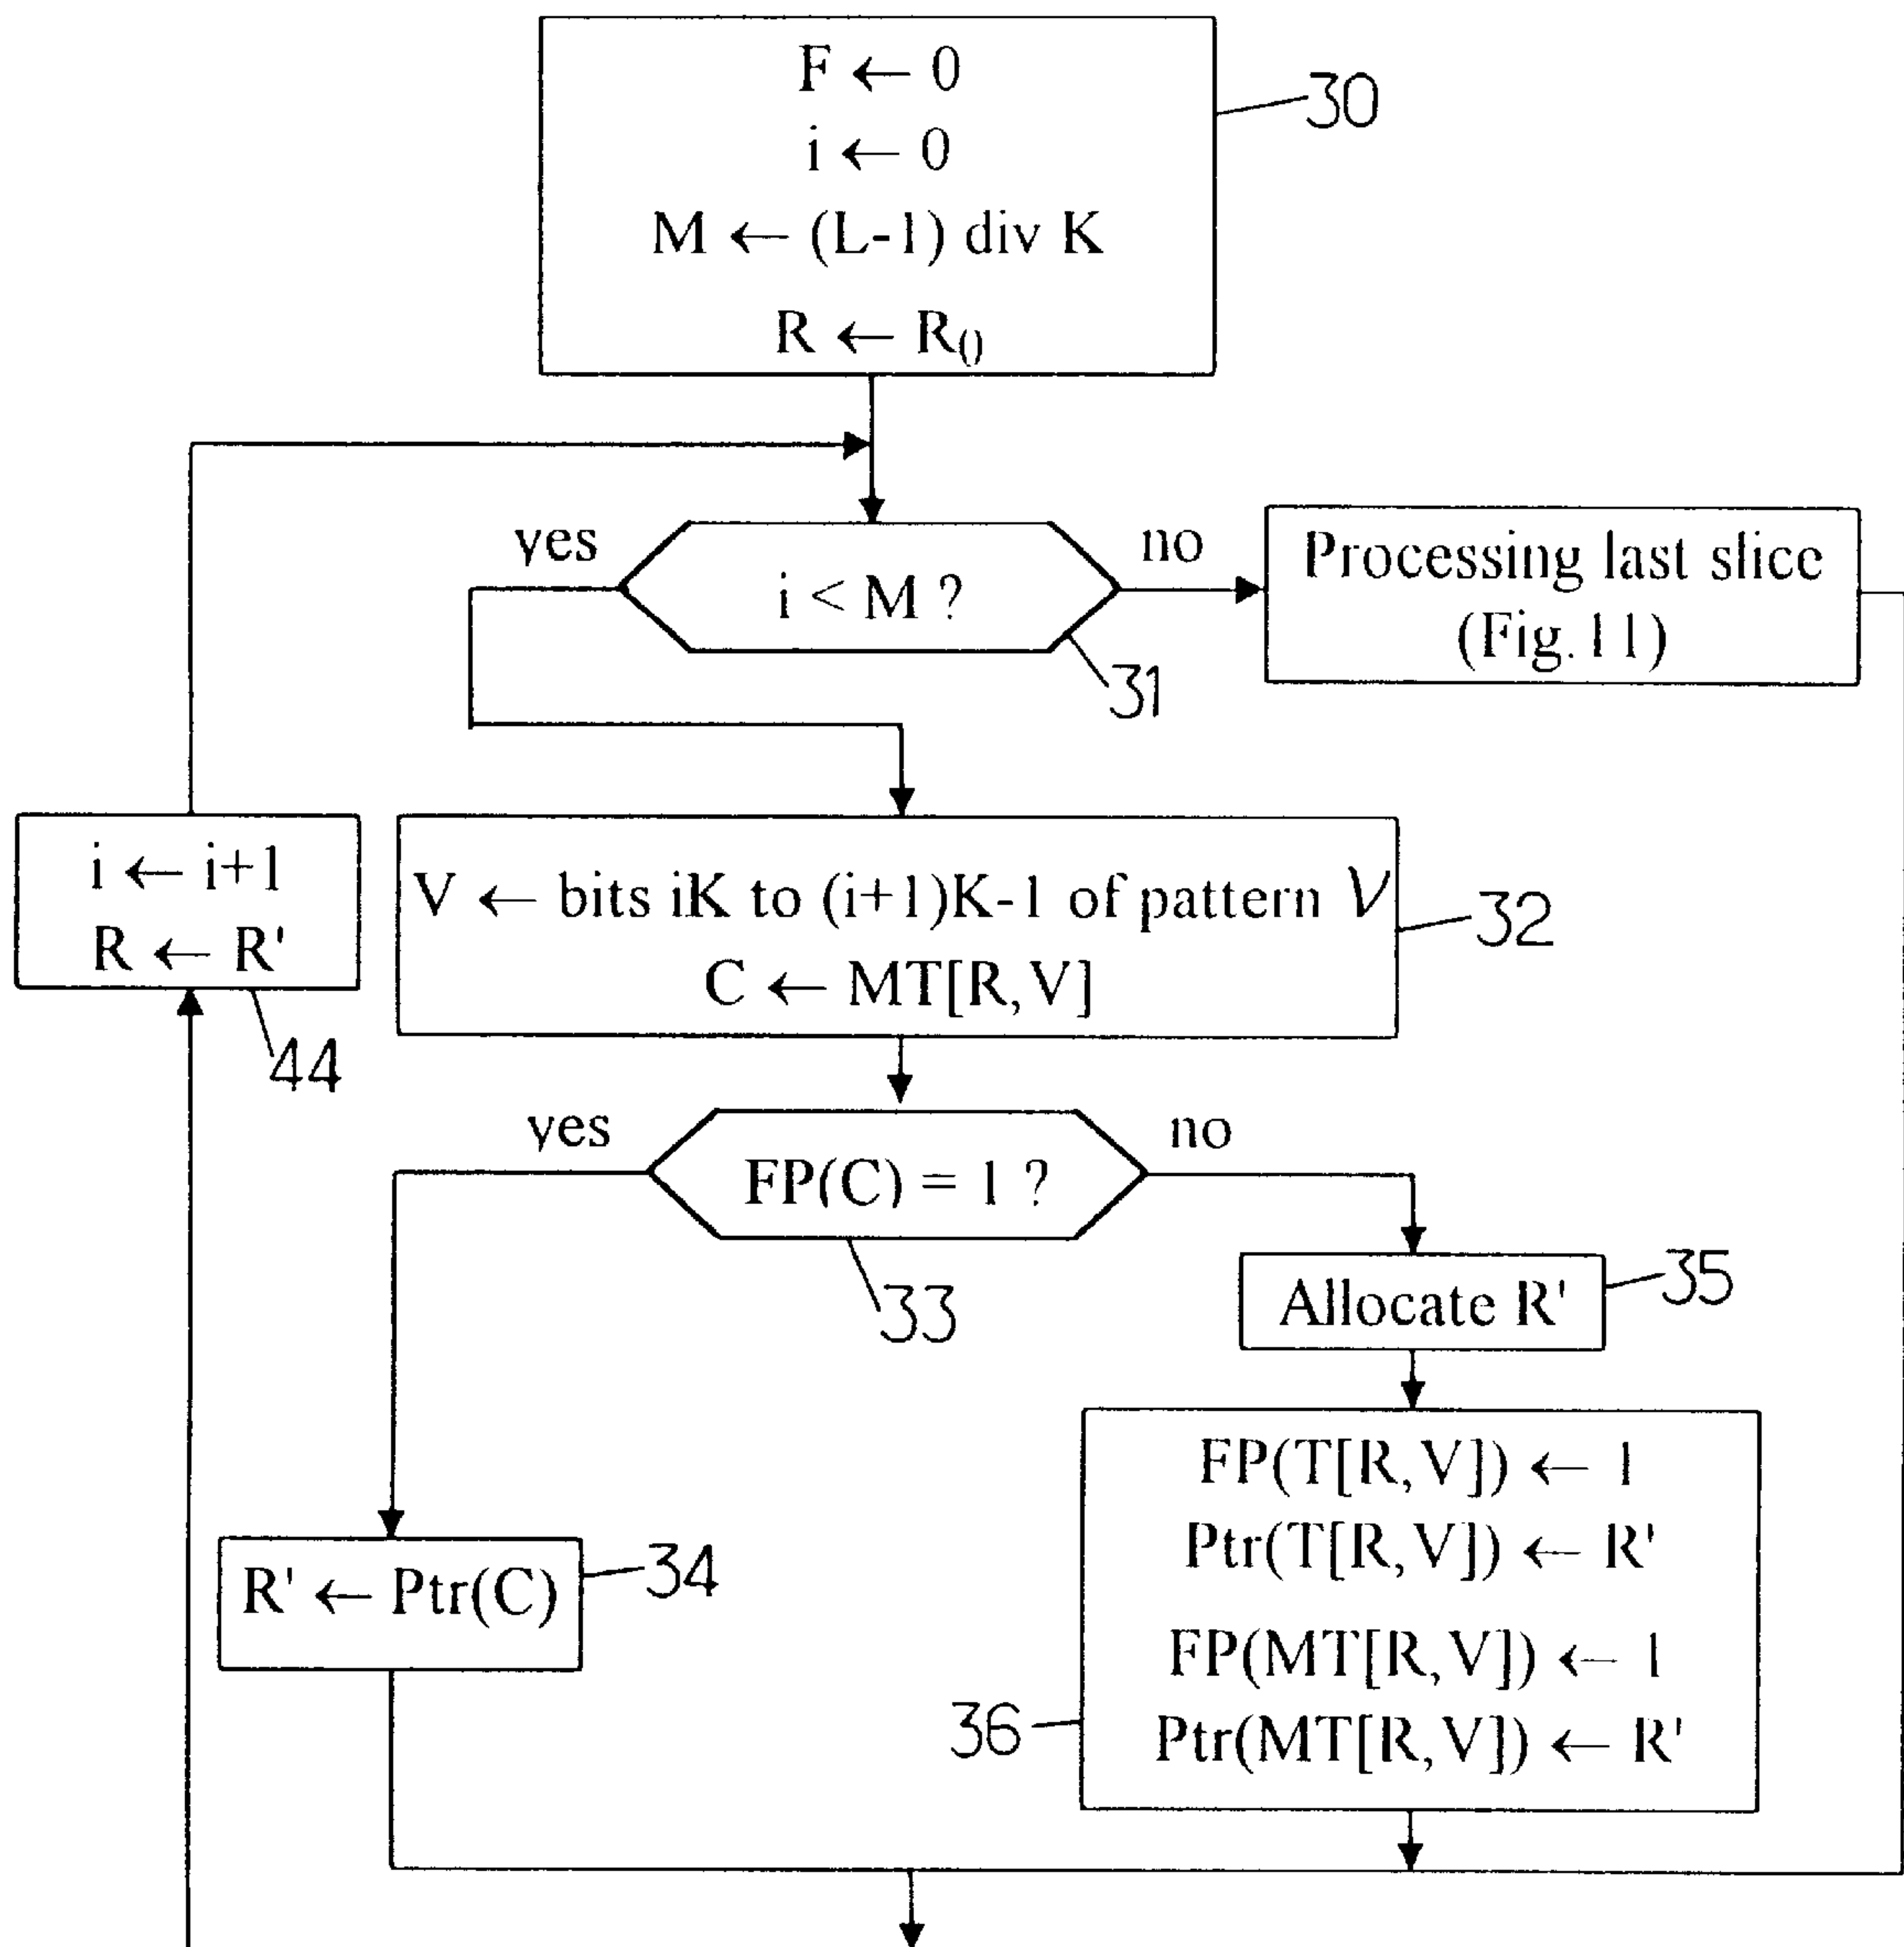 F ← 0
i ← 0
M ← (L-1) div K
R ← R₀
30
yes
i < M ?
no
31
Processing last slice
(Fig.11)
i ← i+1
R ← R'
44
V ← bits iK to (i+1)K-1 of pattern V
C ← MT[R,V]
32
yes
FP(C) = 1 ?
no
33
Allocate R'
35
R' ← Ptr(C)
34
FP(T[R,V]) ← 1
Ptr(T[R,V]) ← R'
FP(MT[R,V]) ← 1
Ptr(MT[R,V]) ← R'
36